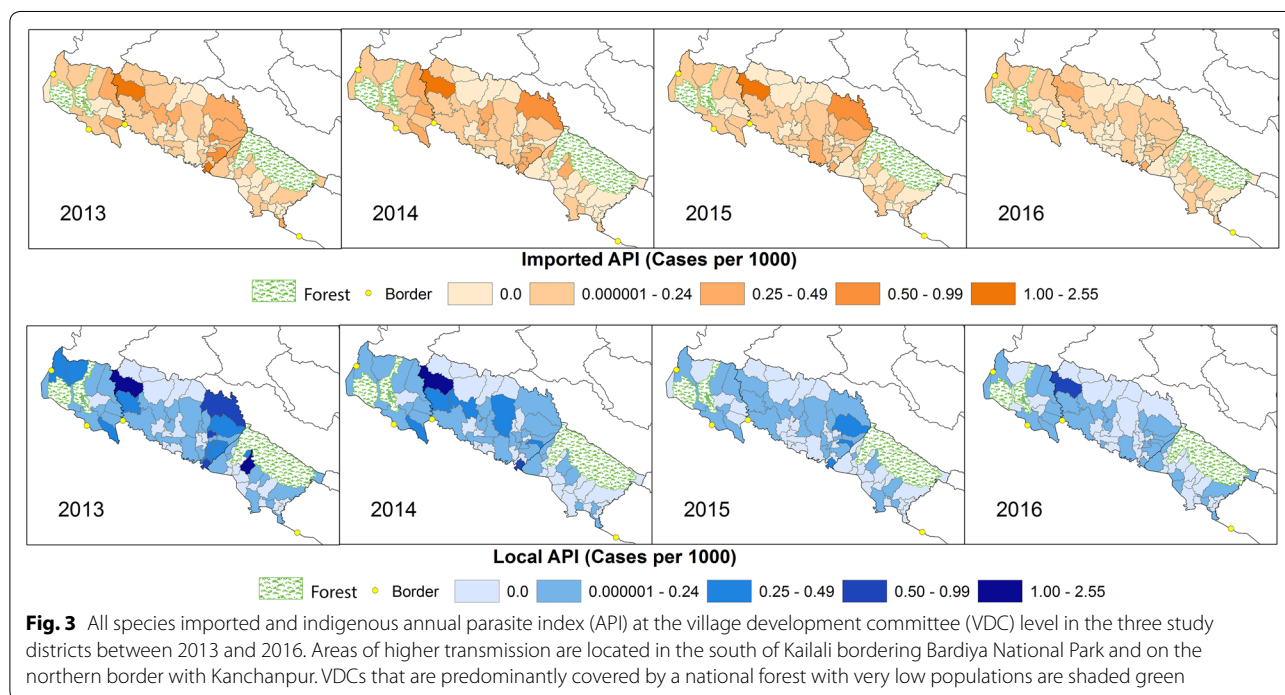 2013
2014
2015
2016
Imported API (Cases per 1000)
Forest Border 0.0 0.000001 - 0.24 0.25 - 0.49 0.50 - 0.99 1.00 - 2.55
2013
2014
2015
2016
Local API (Cases per 1000)
Forest Border 0.0 0.000001 - 0.24 0.25 - 0.49 0.50 - 0.99 1.00 - 2.55
Fig. 3 All species imported and indigenous annual parasite index (API) at the village development committee (VDC) level in the three study
districts between 2013 and 2016. Areas of higher transmission are located in the south of Kailali bordering Bardiya National Park and on the
northern border with Kanchanpur. VDCs that are predominantly covered by a national forest with very low populations are shaded green